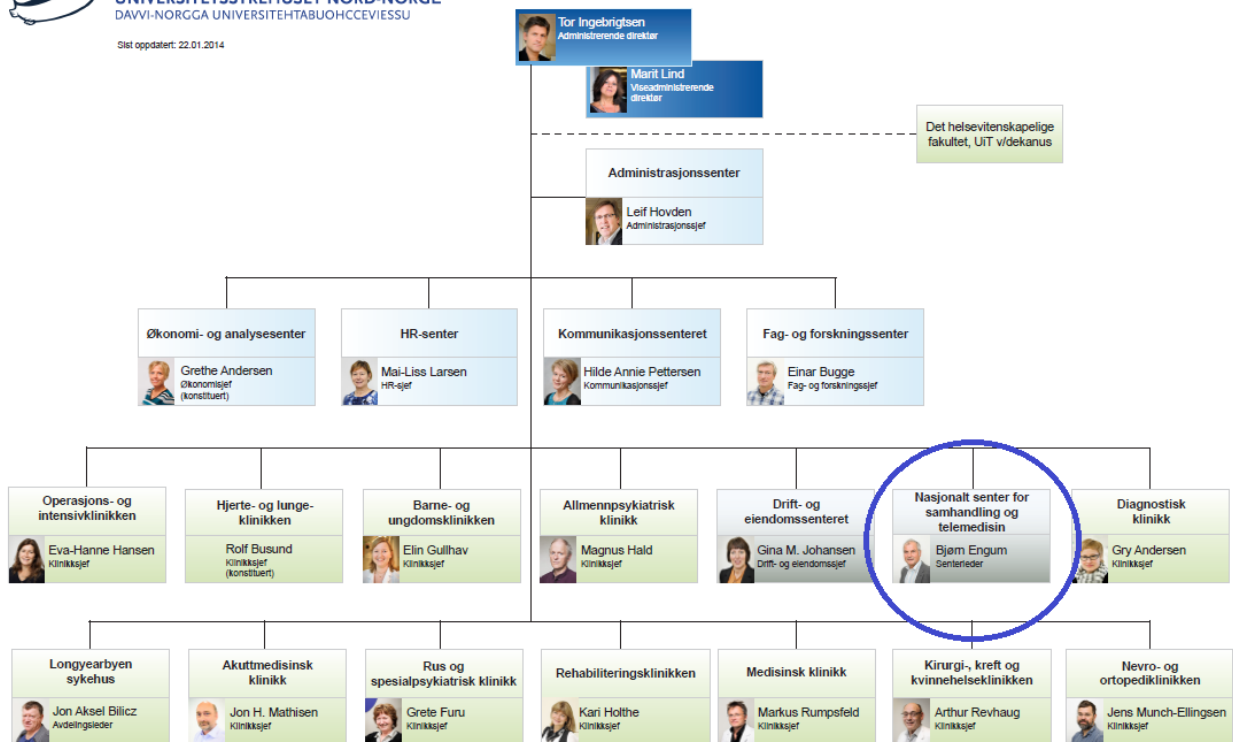 UNIVERSITETSSYKEHUSET NORD-NORGE
DAVVI-NORGGA UNIVERSITEHTABUOHCCEVIESSU
Sist oppdatert: 22.01.2014
Tor Ingebrigtsen
Administrerende direktør
Marit Lind
Viseadministrerende
direktør
Det helsevitenskapelige
fakultet, UiT v/dekanus
Administrasjonssenter
Leif Hovden
Administrasjonssjef
Økonomi- og analysesenter
Grethe Andersen
Økonomisjef
(konstituert)
HR-senter
Mai-Liss Larsen
HR-sjef
Kommunikasjonssenteret
Hilde Annie Pettersen
Kommunikasjonssjef
Fag- og forskningssenter
Einar Bugge
Fag- og forskningssjef
Operasjons- og
intensivklinikken
Eva-Hanne Hansen
Klinikksjef
Hjerte- og lunge-
klinikken
Rolf Busund
Klinikksjef
(konstituert)
Barne- og
ungdomsklinikken
Elin Gullhav
Klinikksjef
Allmennpsykiatrisk
klinikk
Magnus Hald
Klinikksjef
Drift- og
eiendomssenteret
Gina M. Johansen
Drift- og eiendomssjef
Nasjonalt senter for
samhandling og
telemedisin
Bjørn Engum
Senterleder
Diagnostisk
klinikk
Gry Andersen
Klinikksjef
Longyearbyen
sykehus
Jon Aksel Bilicz
Avdelingsleder
Akuttmedisinsk
klinikk
Jon H. Mathisen
Klinikksjef
Rus og
spesialpsykiatrisk klinikk
Grete Furu
Klinikksjef
Rehabiliteringsklinikken
Kari Holthe
Klinikksjef
Medisinsk klinikk
Markus Rumpsfeld
Klinikksjef
Kirurgi-, kreft og
kvinnehelseklinikken
Arthur Revhaug
Klinikksjef
Nevro- og
ortopediklinikken
Jens Munch-Ellingsen
Klinikksjef